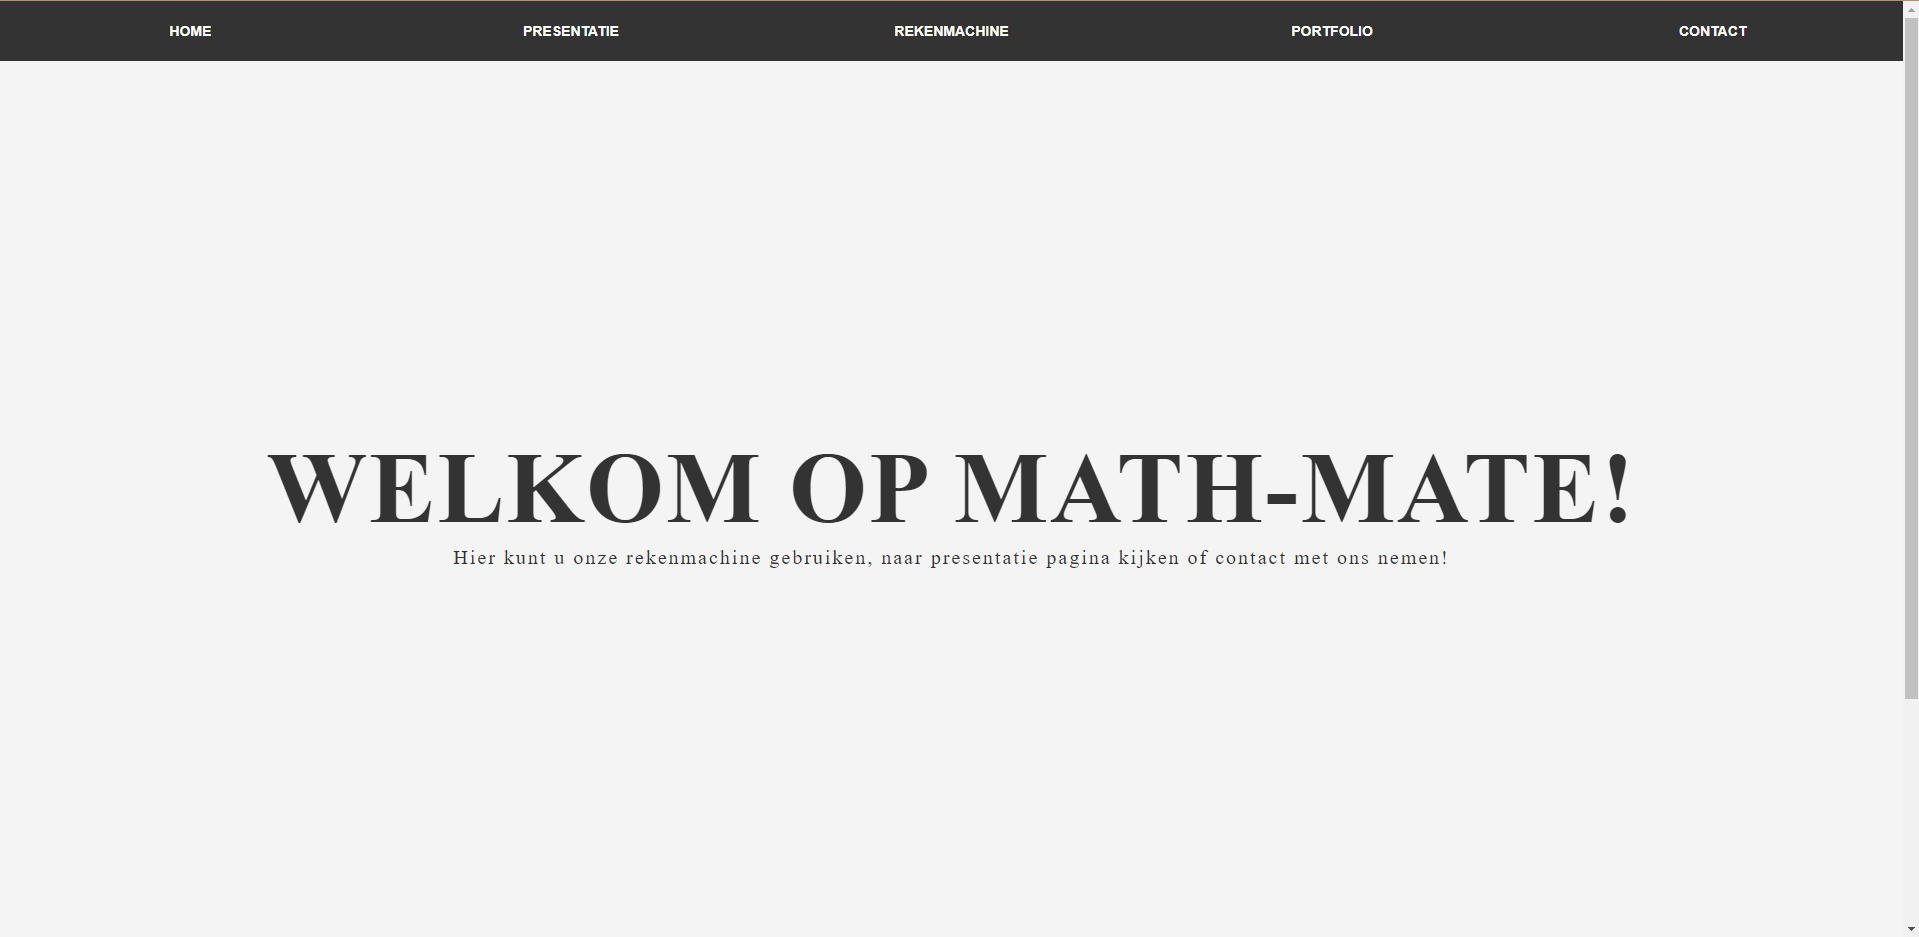 HOME PRESENTATIE REKENMACHINE PORTFOLIO CONTACT
WELKOM OP MATH-MATE!
Hier kunt u onze rekenmachine gebruiken, naar presentatie pagina kijken of contact met ons nemen!